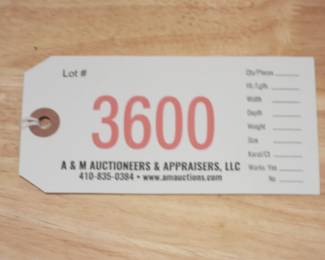 Lot #
3600
A & M AUCTIONEERS & APPRAISERS, LLC
410-835-0384 • www.amauctions.com
Qty/Pieces
Ht./Lgth.
Width
Depth
Weight
Size
Karat/Ct
Works: Yes
No